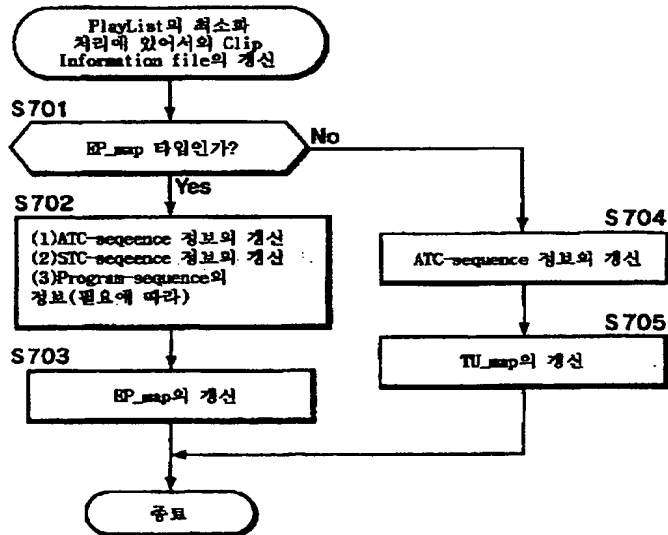 PlayList의 최소화
처리에 있어서의 Clip
Information file의 갱신
S701
EP_map 타입인가?
No
Yes
S702
(1)ATC-seqeence 정보의 갱신
(2)STC-seqeence 정보의 갱신
(3)Program-sequence의
정보(필요에 따라)
S703
EP_map의 갱신
S704
ATC-sequence 정보의 갱신
S705
TU_map의 갱신
종료